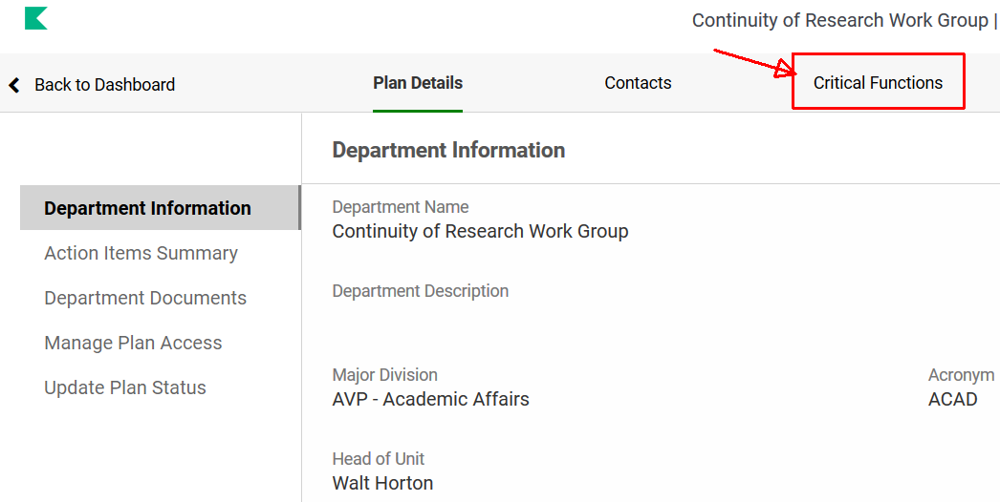 Continuity of Research Work Group |
Back to Dashboard
Plan Details
Contacts
Critical Functions
Department Information
Action Items Summary
Department Documents
Manage Plan Access
Update Plan Status
Department Information
Department Name
Continuity of Research Work Group
Department Description
Major Division
AVP - Academic Affairs
Acronym
ACAD
Head of Unit
Walt Horton